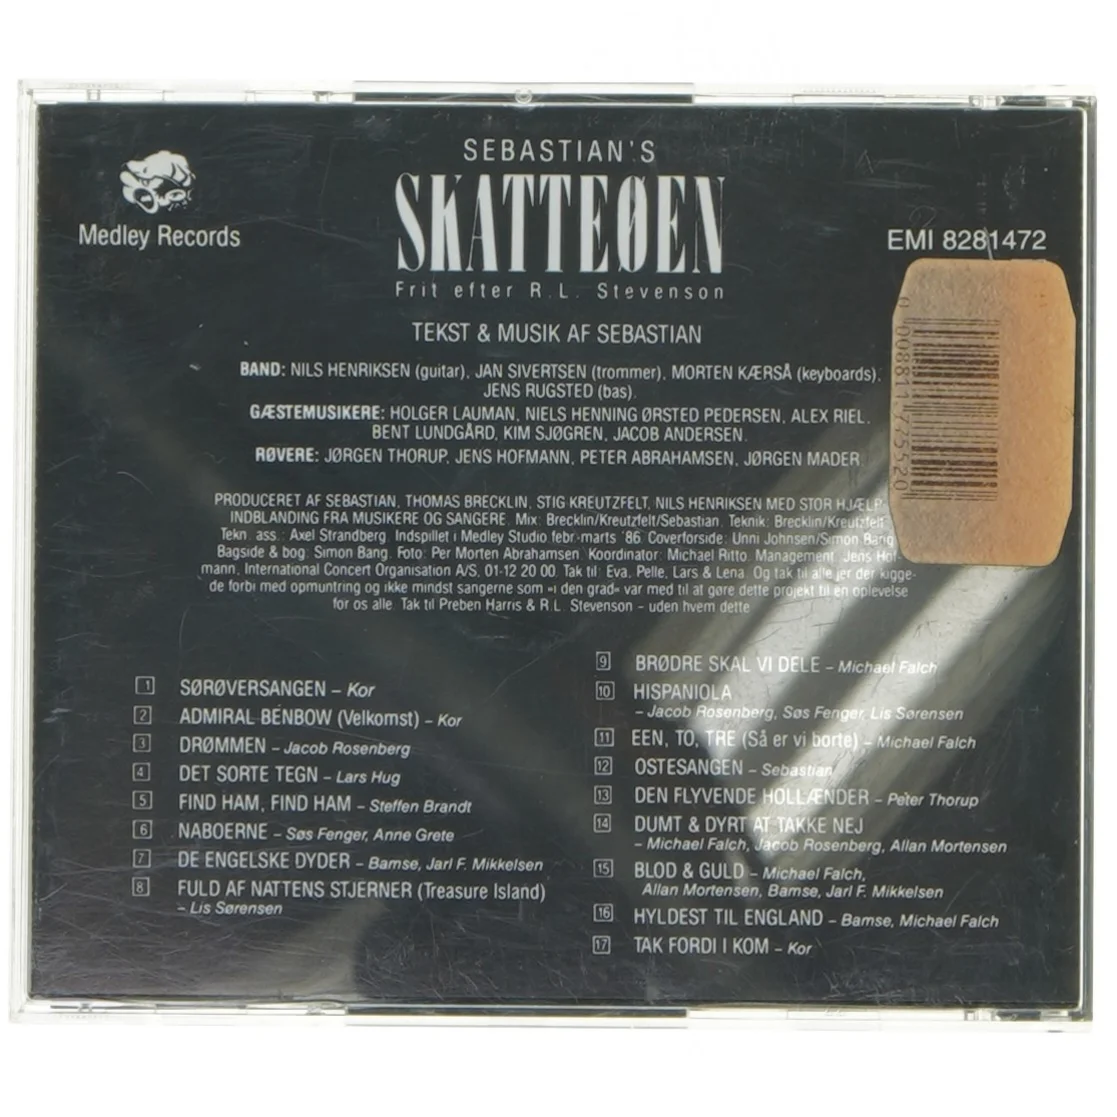 SEBASTIAN'S
SKATTEØEN
Frit efter R.L. Stevenson
Medley Records
EMI 8281472
TEKST & MUSIK AF SEBASTIAN
BAND: NILS HENRIKSEN (guitar), JAN SIVERTSEN (trommer), MORTEN KÆRSÅ (keyboards),
JENS RUGSTED (bas).
GÆSTEMUSIKERE: HOLGER LAUMAN, NIELS HENNING ØRSTED PEDERSEN, ALEX RIEL,
BENT LUNDGÅRD, KIM SJØGREN, JACOB ANDERSEN.
RØVERE: JØRGEN THORUP, JENS HOFMANN, PETER ABRAHAMSEN, JØRGEN MADER
0 008811 577552 0
PRODUCERET AF SEBASTIAN, THOMAS BRECKLIN, STIG KREUTZFELT, NILS HENRIKSEN MED STOR HJÆLP
INDBLANDING FRA MUSIKERE OG SANGERE. Mix: Brecklin/Kreutzfelt/Sebastian. Teknik: Brecklin/Kreutzfelt
Tekn. ass.: Axel Strandberg. Indspillet i Medley Studio febr.-marts '86. Coverforside: Unni Johnsen/Simon Bang
Bagside & bog: Simon Bang. Foto: Per Morten Abrahamsen. Koordinator: Michael Ritto. Management: Jens Hof-
mann, International Concert Organisation A/S, 01-12 20 00. Tak til: Eva, Pelle, Lars & Lena. Og tak til alle jer der kigge-
de forbi med opmuntring og ikke mindst sangerne som »i den grad« var med til at gøre dette projekt til en oplevelse
for os alle. Tak til Preben Harris & R.L. Stevenson - uden hvem dette
1 SØRØVERSANGEN – Kor
2 ADMIRAL BENBOW (Velkomst) – Kor
3 DRØMMEN – Jacob Rosenberg
4 DET SORTE TEGN – Lars Hug
5 FIND HAM, FIND HAM – Steffen Brandt
6 NABOERNE – Søs Fenger, Anne Grete
7 DE ENGELSKE DYDER – Bamse, Jarl F. Mikkelsen
8 FULD AF NATTENS STJERNER (Treasure Island)
– Lis Sørensen
9 BRØDRE SKAL VI DELE – Michael Falch
10 HISPANIOLA
– Jacob Rosenberg, Søs Fenger, Lis Sørensen
11 EEN, TO, TRE (Så er vi borte) – Michael Falch
12 OSTESANGEN – Sebastian
13 DEN FLYVENDE HOLLÆNDER – Peter Thorup
14 DUMT & DYRT AT TAKKE NEJ
– Michael Falch, Jacob Rosenberg, Allan Mortensen
15 BLOD & GULD – Michael Falch,
Allan Mortensen, Bamse, Jarl F. Mikkelsen
16 HYLDEST TIL ENGLAND – Bamse, Michael Falch
17 TAK FORDI I KOM – Kor